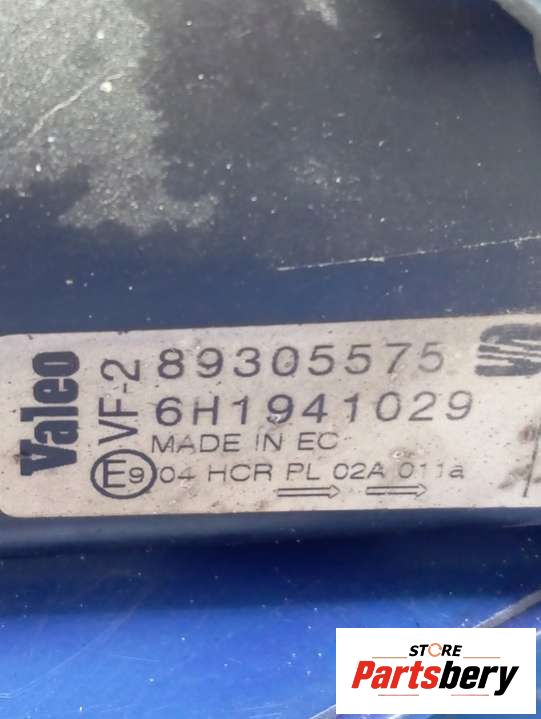 Valeo
VF-2
89305575
6H1941029
MADE IN EC
E9 04 HCR PL 02A 011a
STORE
Partsbery